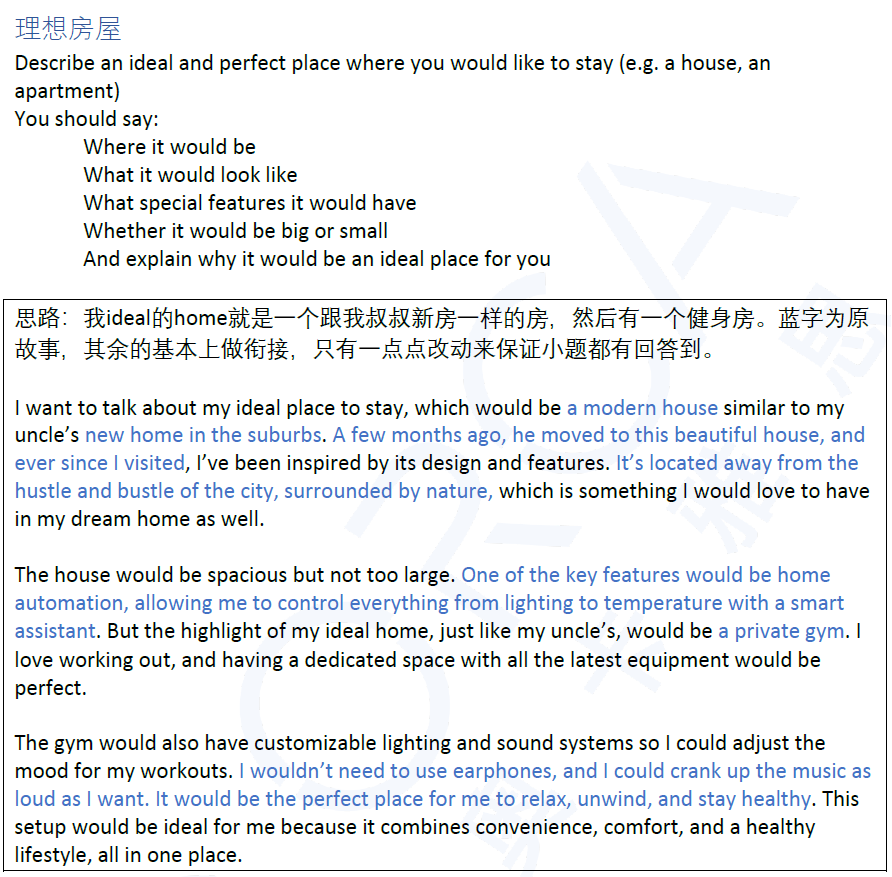 理想房屋
Describe an ideal and perfect place where you would like to stay (e.g. a house, an
apartment)
You should say:
Where it would be
What it would look like
What special features it would have
Whether it would be big or small
And explain why it would be an ideal place for you
思路：我ideal的home就是一个跟我叔叔新房一样的房，然后有一个健身房。蓝字为原
故事，其余的基本上做衔接，只有一点点改动来保证小题都有回答到。
I want to talk about my ideal place to stay, which would be a modern house similar to my
uncle’s new home in the suburbs. A few months ago, he moved to this beautiful house, and
ever since I visited, I’ve been inspired by its design and features. It’s located away from the
hustle and bustle of the city, surrounded by nature, which is something I would love to have
in my dream home as well.
The house would be spacious but not too large. One of the key features would be home
automation, allowing me to control everything from lighting to temperature with a smart
assistant. But the highlight of my ideal home, just like my uncle’s, would be a private gym. I
love working out, and having a dedicated space with all the latest equipment would be
perfect.
The gym would also have customizable lighting and sound systems so I could adjust the
mood for my workouts. I wouldn’t need to use earphones, and I could crank up the music as
loud as I want. It would be the perfect place for me to relax, unwind, and stay healthy. This
setup would be ideal for me because it combines convenience, comfort, and a healthy
lifestyle, all in one place.